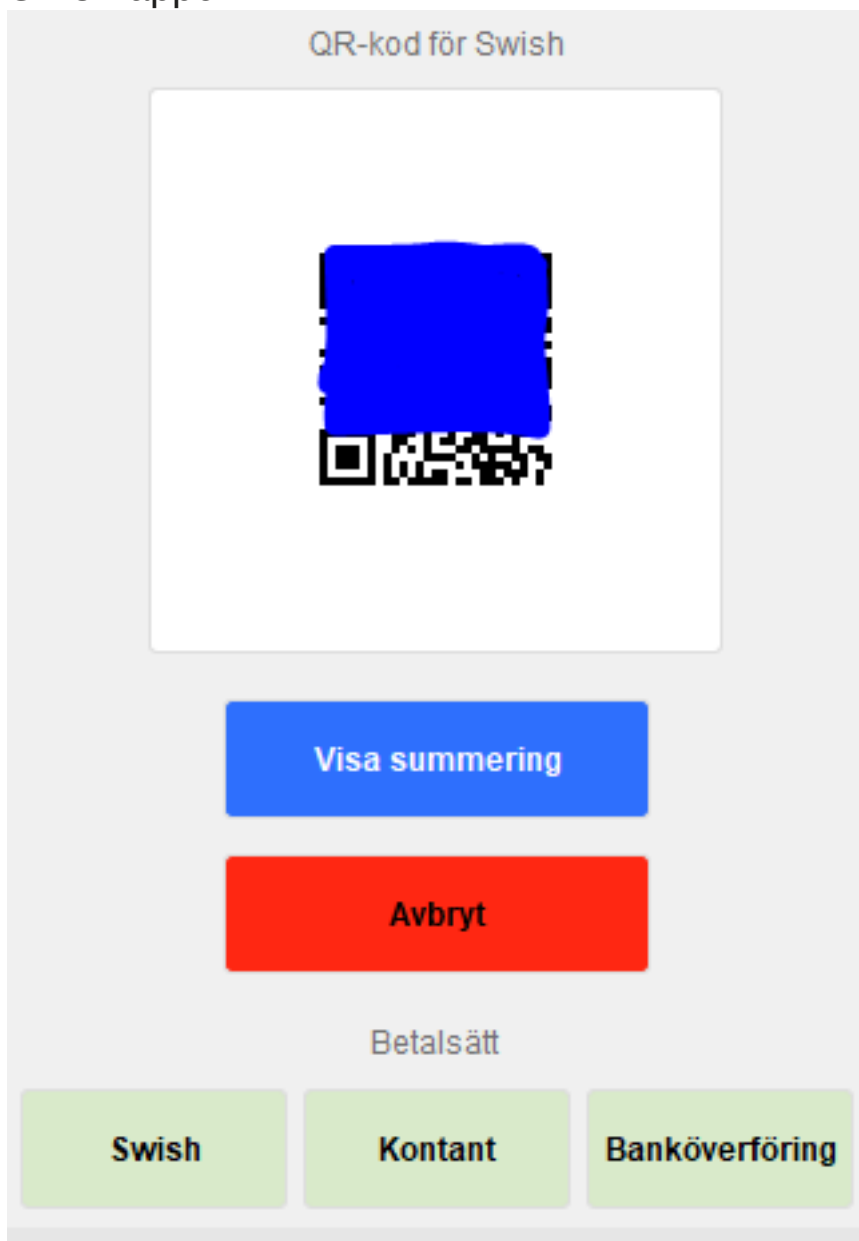 QR-kod för Swish
Visa summering
Avbryt
Betalsätt
Swish Kontant Banköverföring